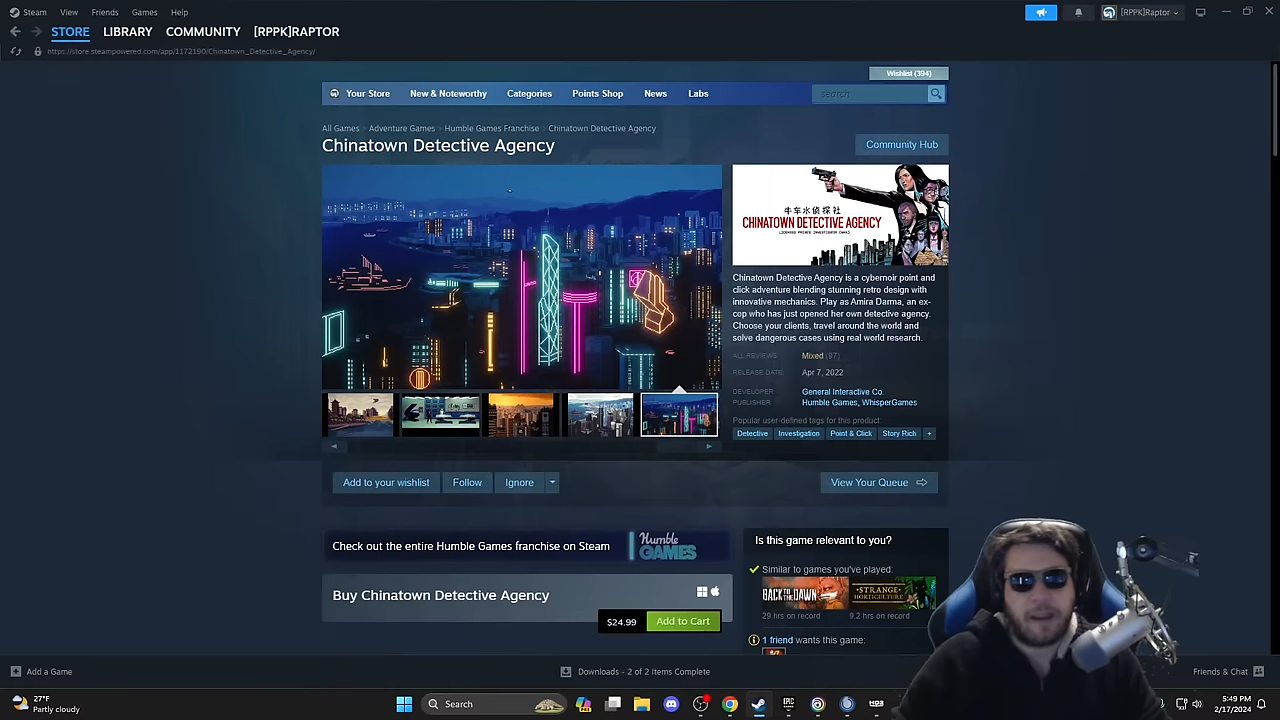 Steam View Friends Games Help
[RPPK]Raptor
STORE LIBRARY COMMUNITY [RPPK]RAPTOR
https://store.steampowered.com/app/1172190/Chinatown_Detective_Agency/
Wishlist (394)
Your Store New & Noteworthy Categories Points Shop News Labs search
All Games > Adventure Games > Humble Games Franchise > Chinatown Detective Agency
Chinatown Detective Agency
Community Hub
牛车水侦探社
CHINATOWN DETECTIVE AGENCY
Chinatown Detective Agency is a cybernoir point and
click adventure blending stunning retro design with
innovative mechanics. Play as Amira Darma, an ex-
cop who has just opened her own detective agency.
Choose your clients, travel around the world and
solve dangerous cases using real world research.
ALL REVIEWS: Mixed (97)
RELEASE DATE: Apr 7, 2022
DEVELOPER: General Interactive Co.
PUBLISHER: Humble Games, WhisperGames
Popular user-defined tags for this product:
Detective Investigation Point & Click Story Rich +
Add to your wishlist Follow Ignore
View Your Queue
Check out the entire Humble Games franchise on Steam
Humble GAMES
Is this game relevant to you?
Similar to games you've played:
BACK TO THE DAWN
STRANGE HORTICULTURE
29 hrs on record 9.2 hrs on record
1 friend wants this game:
Buy Chinatown Detective Agency
$24.99 Add to Cart
Add a Game
Downloads - 2 of 2 Items Complete
Friends & Chat
27°F
Partly cloudy
Search
5:49 PM
2/17/2024